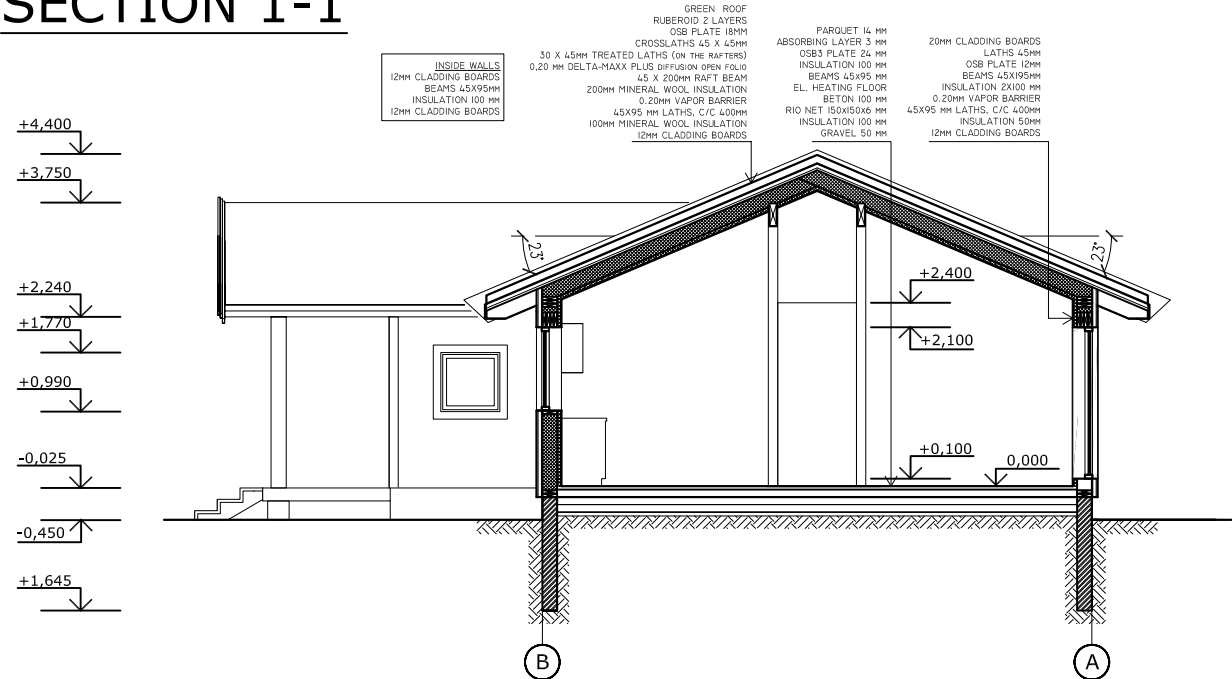 SECTION 1-1
INSIDE WALLS
12MM CLADDING BOARDS
BEAMS 45X95MM
INSULATION 100 MM
12MM CLADDING BOARDS
GREEN ROOF
RUBEROID 2 LAYERS
OSB PLATE 18MM
CROSSLATHS 45 X 45MM
30 X 45MM TREATED LATHS (ON THE RAFTERS)
0,20 MM DELTA-MAXX PLUS DIFFUSION OPEN FOLIO
45 X 200MM RAFT BEAM
200MM MINERAL WOOL INSULATION
0.20MM VAPOR BARRIER
45X95 MM LATHS, C/C 400MM
100MM MINERAL WOOL INSULATION
12MM CLADDING BOARDS
PARQUET 14 MM
ABSORBING LAYER 3 MM
OSB3 PLATE 24 MM
INSULATION 100 MM
BEAMS 45X95 MM
EL. HEATING FLOOR
BETON 100 MM
RIO NET 150X150X6 MM
INSULATION 100 MM
GRAVEL 50 MM
20MM CLADDING BOARDS
LATHS 45MM
OSB PLATE 12MM
BEAMS 45X195MM
INSULATION 2X100 MM
0.20MM VAPOR BARRIER
45X95 MM LATHS, C/C 400MM
INSULATION 50MM
12MM CLADDING BOARDS
+4,400
+3,750
+2,240
+1,770
+0,990
-0,025
-0,450
+1,645
23°
23°
+2,400
+2,100
+0,100
0,000
B
A